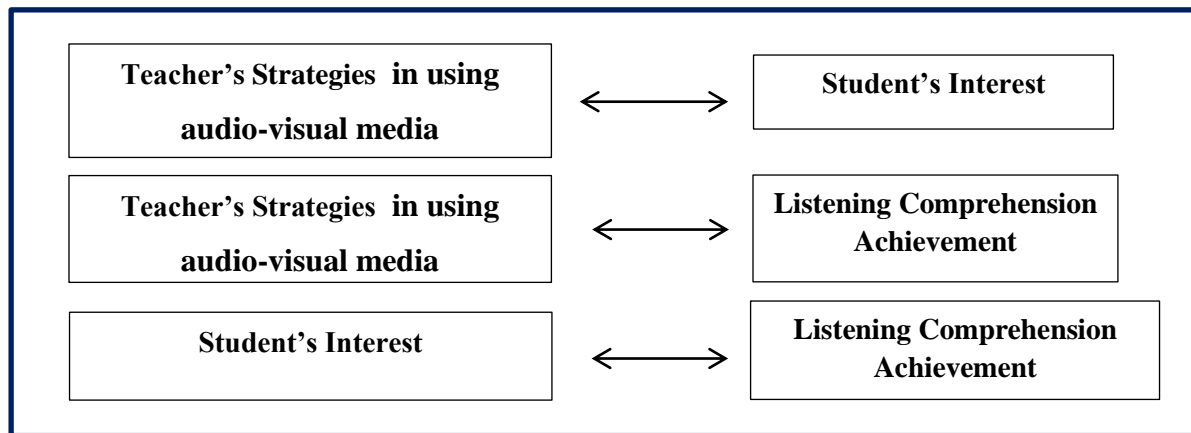 Teacher’s Strategies in using
audio-visual media
Student’s Interest
Teacher’s Strategies in using
audio-visual media
Listening Comprehension
Achievement
Student’s Interest
Listening Comprehension
Achievement